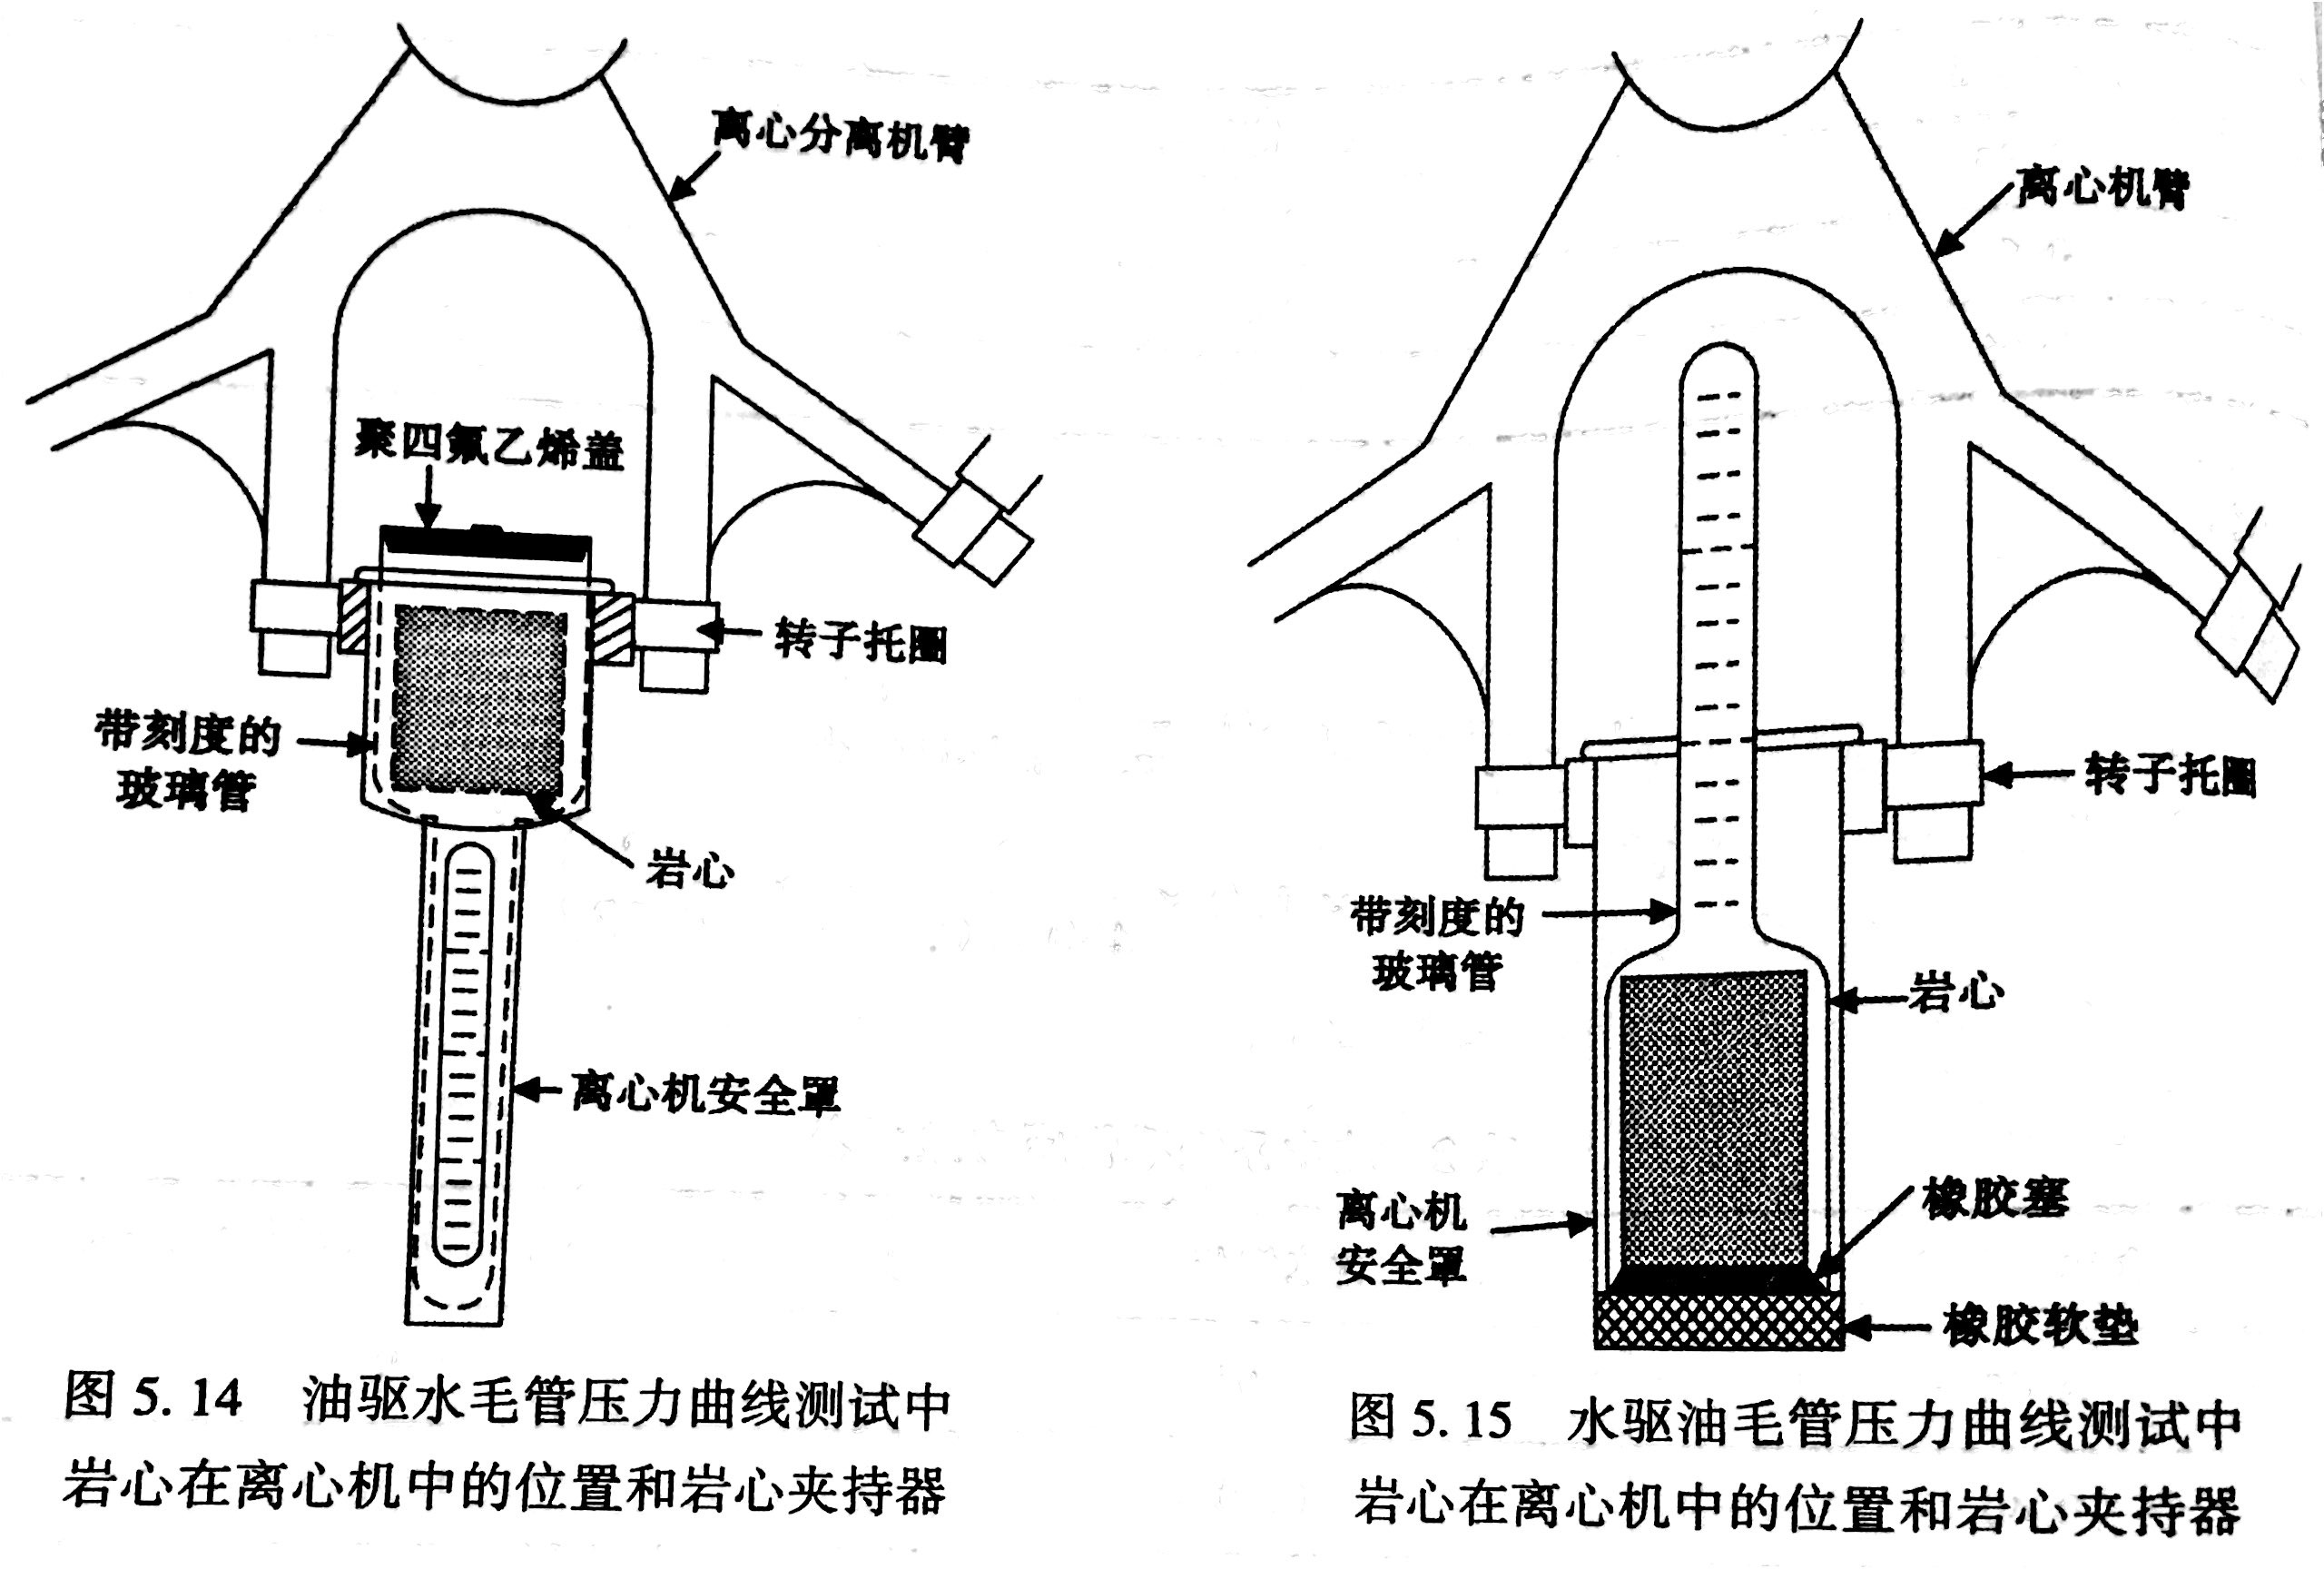 离心分离机臂
聚四氟乙烯盖
转子托圈
带刻度的
玻璃管
岩心
离心机安全罩
图 5.14 油驱水毛管压力曲线测试中
岩心在离心机中的位置和岩心夹持器
离心机臂
转子托圈
带刻度的
玻璃管
岩心
离心机
安全罩
橡胶塞
橡胶软垫
图 5.15 水驱油毛管压力曲线测试中
岩心在离心机中的位置和岩心夹持器